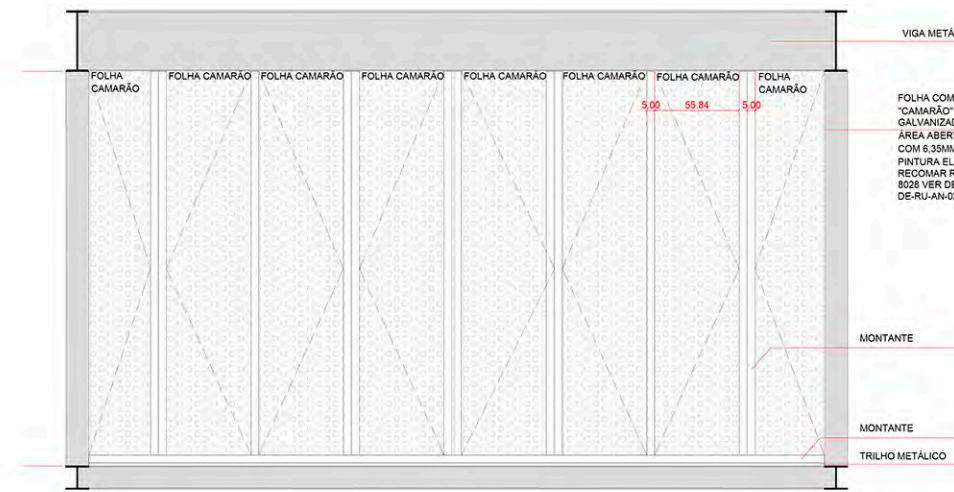 VIGA METÁ
FOLHA
CAMARÃO
FOLHA CAMARÃO
FOLHA CAMARÃO
FOLHA CAMARÃO
FOLHA CAMARÃO
FOLHA CAMARÃO
FOLHA CAMARÃO
FOLHA
CAMARÃO
5.00
55.84
5.00
FOLHA COM
"CAMARÃO"
GALVANIZAD
ÁREA ABER
COM 6,35MM
PINTURA EL
RECOMAR R
8028 VER DE
DE-RU-AN-02
MONTANTE
MONTANTE
TRILHO METÁLICO